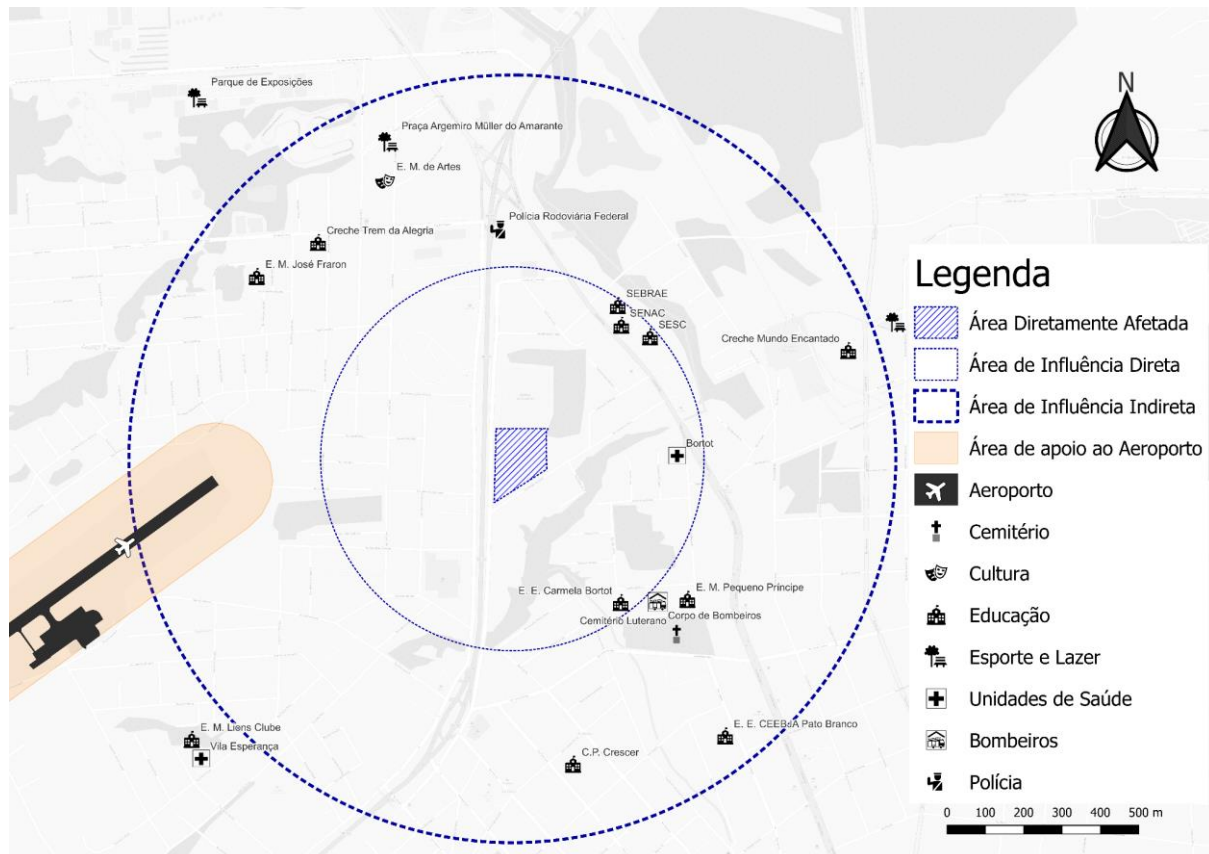 Parque de Exposições
Praça Argemiro Müller do Amarante
E. M. de Artes
Polícia Rodoviária Federal
Creche Trem da Alegria
E. M. José Fraron
SEBRAE
SENAC
SESC
Creche Mundo Encantado
Bortot
E. E. Carmela Bortot
E. M. Pequeno Príncipe
Cemitério Luterano
Corpo de Bombeiros
E. M. Lions Clube
Vila Esperança
C.P. Crescer
E. E. CEEBJA Pato Branco
N
Legenda
Área Diretamente Afetada
Área de Influência Direta
Área de Influência Indireta
Área de apoio ao Aeroporto
Aeroporto
Cemitério
Cultura
Educação
Esporte e Lazer
Unidades de Saúde
Bombeiros
Polícia
0 100 200 300 400 500 m